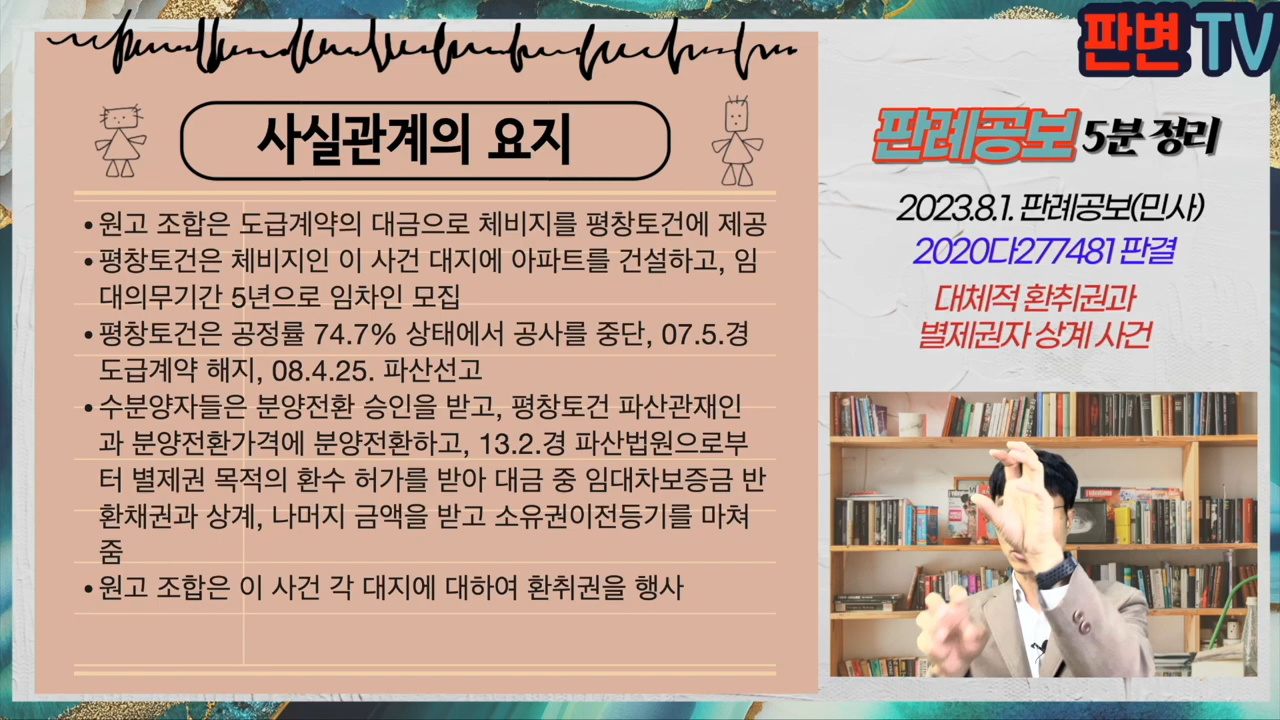 판변 TV
사실관계의 요지
• 원고 조합은 도급계약의 대금으로 체비지를 평창토건에 제공
• 평창토건은 체비지인 이 사건 대지에 아파트를 건설하고, 임
대의무기간 5년으로 임차인 모집
• 평창토건은 공정률 74.7% 상태에서 공사를 중단, 07.5.경
도급계약 해지, 08.4.25. 파산선고
• 수분양자들은 분양전환 승인을 받고, 평창토건 파산관재인
과 분양전환가격에 분양전환하고, 13.2.경 파산법원으로부
터 별제권 목적의 환수 허가를 받아 대금 중 임대차보증금 반
환채권과 상계, 나머지 금액을 받고 소유권이전등기를 마쳐
줌
• 원고 조합은 이 사건 각 대지에 대하여 환취권을 행사
판례공보 5분 정리
2023.8.1. 판례공보(민사)
2020다277481 판결
대체적 환취권과
별제권자 상계 사건